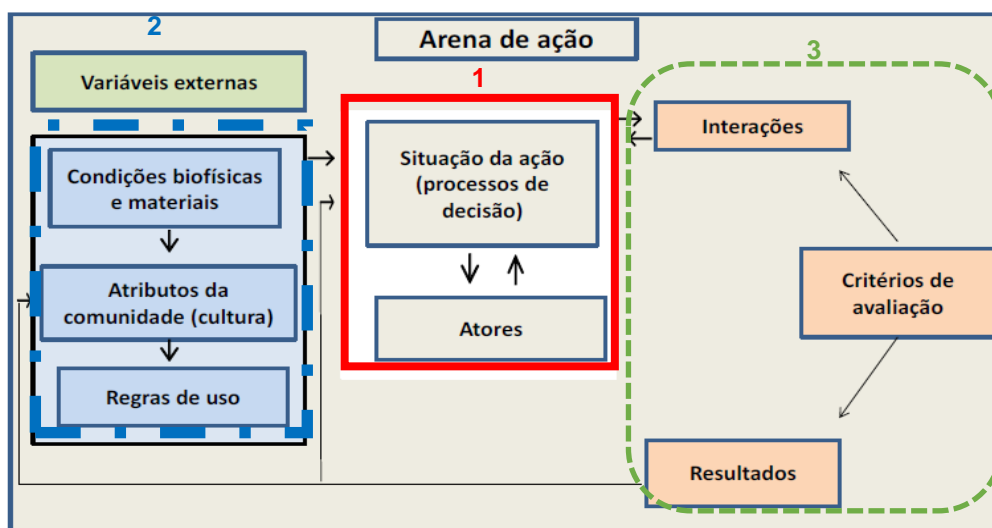 2
Arena de ação
Variáveis externas
1
3
Condições biofísicas
e materiais
Atributos da
comunidade (cultura)
Regras de uso
Situação da ação
(processos de
decisão)
Atores
Interações
Critérios de
avaliação
Resultados